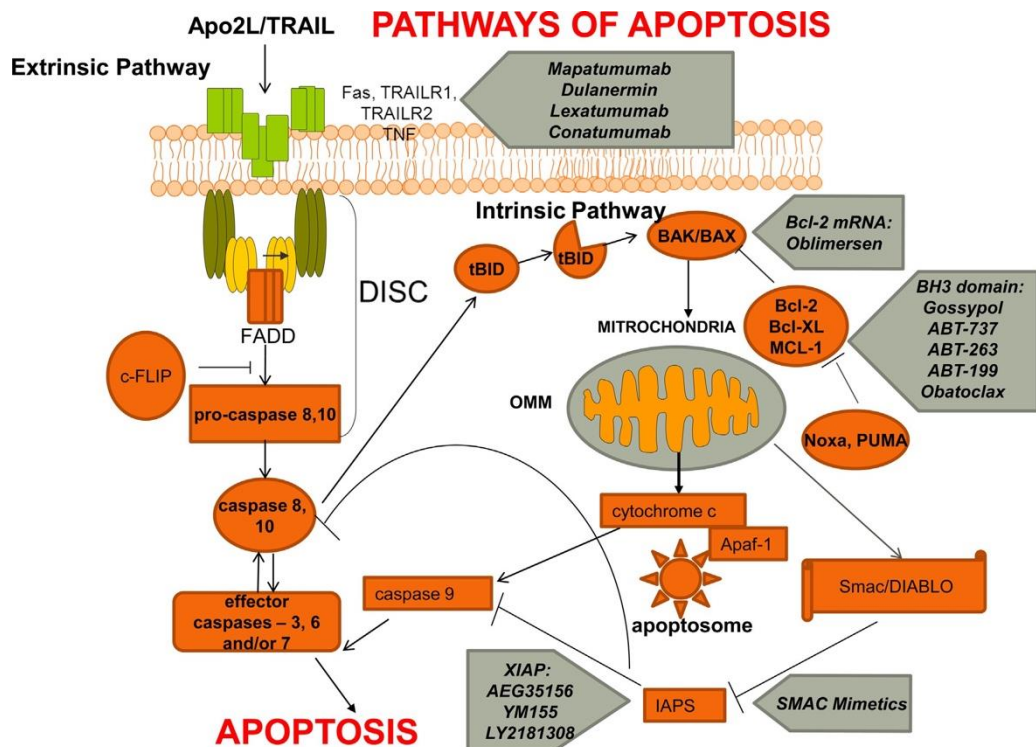 PATHWAYS OF APOPTOSIS
Apo2L/TRAIL
Extrinsic Pathway
Fas, TRAILR1,
TRAILR2
TNF
Mapatumumab
Dulanermin
Lexatumumab
Conatumumab
Intrinsic Pathway
tBID
tBID
BAK/BAX
Bcl-2 mRNA:
Oblimersen
DISC
FADD
c-FLIP
pro-caspase 8,10
MITROCHONDRIA
Bcl-2
Bcl-XL
MCL-1
BH3 domain:
Gossypol
ABT-737
ABT-263
ABT-199
Obatoclax
OMM
Noxa, PUMA
caspase 8,
10
cytochrome c
Apaf-1
apoptosome
Smac/DIABLO
caspase 9
effector
caspases – 3, 6
and/or 7
XIAP:
AEG35156
YM155
LY2181308
IAPS
SMAC Mimetics
APOPTOSIS